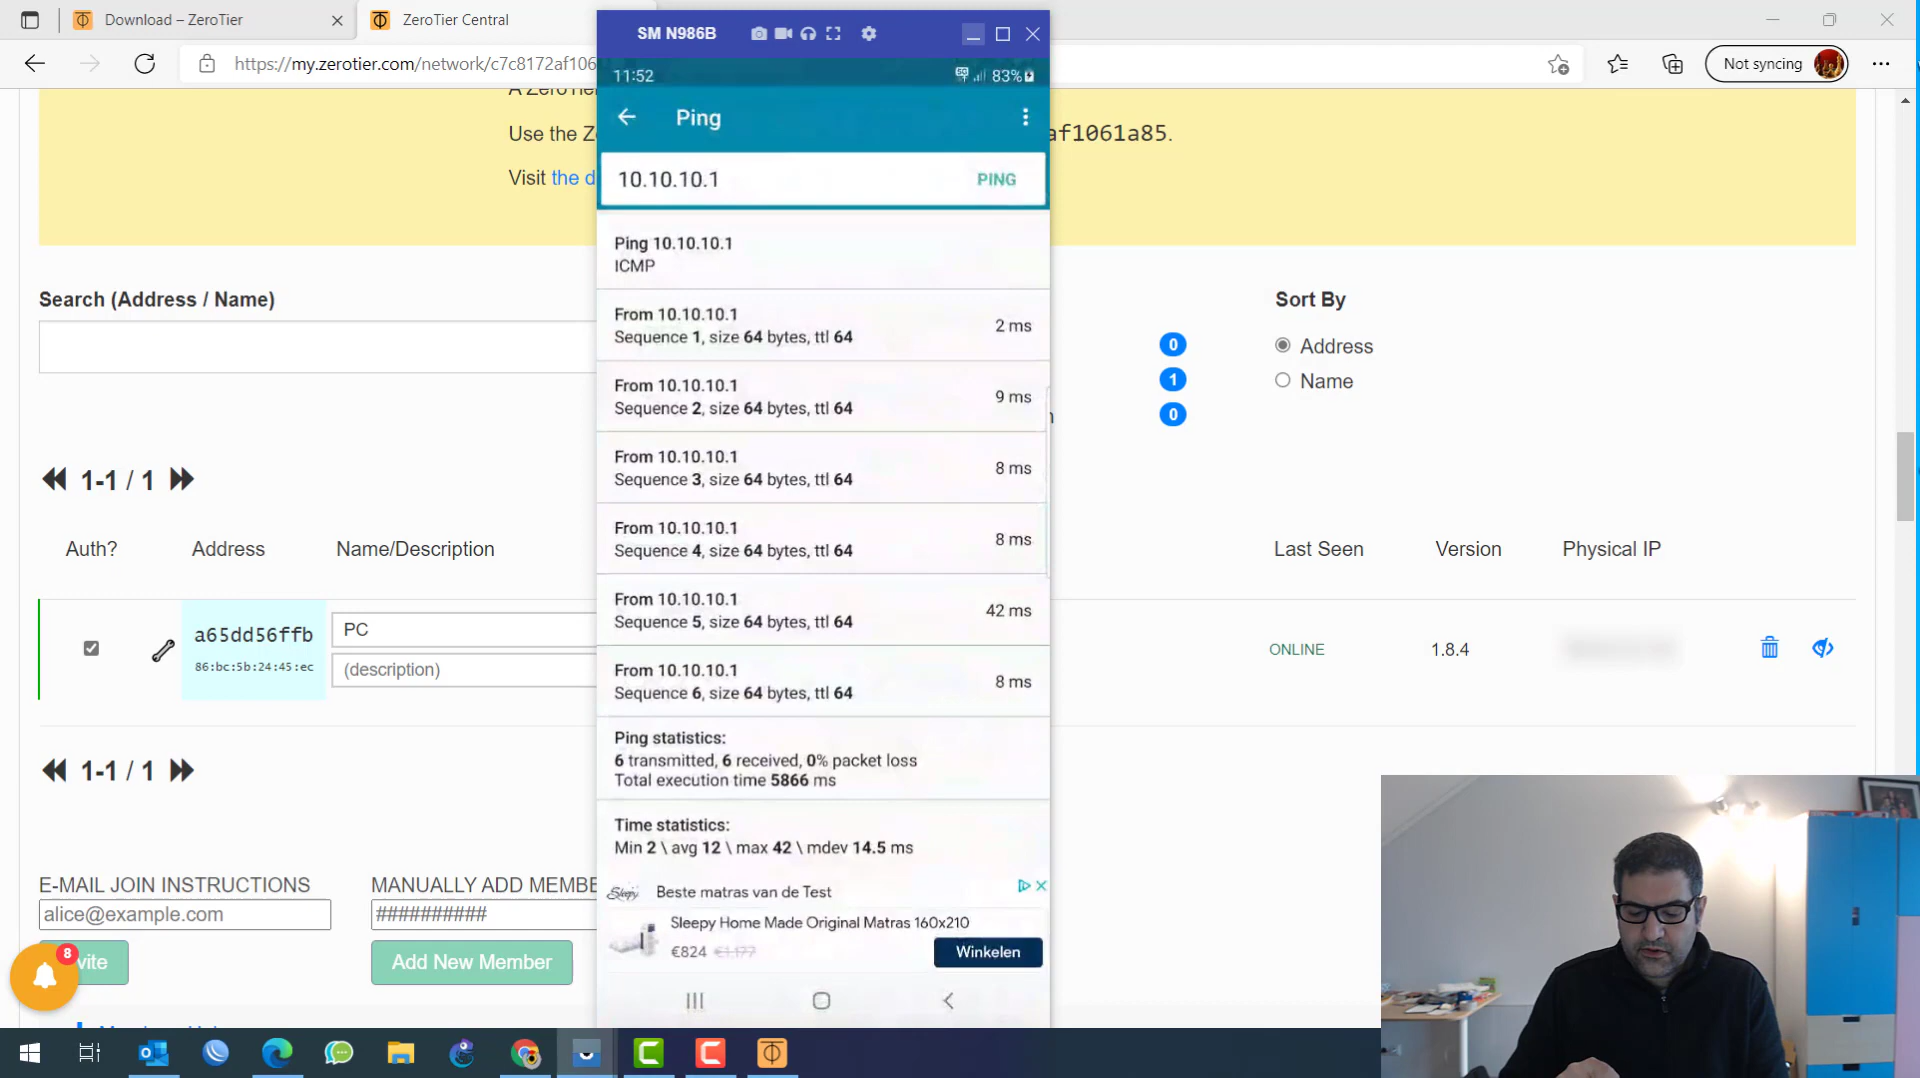 Download – ZeroTier
ZeroTier Central
https://my.zerotier.com/network/c7c8172af106
Not syncing
Use the Z
af1061a85.
Visit the d
Search (Address / Name)
Sort By
0
Address
1
Name
0
1-1 / 1
Auth?
Address
Name/Description
Last Seen
Version
Physical IP
a65dd56ffb
86:bc:5b:24:45:ec
PC
(description)
ONLINE
1.8.4
1-1 / 1
E-MAIL JOIN INSTRUCTIONS
alice@example.com
MANUALLY ADD MEMBE
##########
8
vite
Add New Member
SM N986B
11:52
83%
Ping
10.10.10.1
PING
Ping 10.10.10.1
ICMP
From 10.10.10.1
Sequence 1, size 64 bytes, ttl 64
2 ms
From 10.10.10.1
Sequence 2, size 64 bytes, ttl 64
9 ms
From 10.10.10.1
Sequence 3, size 64 bytes, ttl 64
8 ms
From 10.10.10.1
Sequence 4, size 64 bytes, ttl 64
8 ms
From 10.10.10.1
Sequence 5, size 64 bytes, ttl 64
42 ms
From 10.10.10.1
Sequence 6, size 64 bytes, ttl 64
8 ms
Ping statistics:
6 transmitted, 6 received, 0% packet loss
Total execution time 5866 ms
Time statistics:
Min 2 \ avg 12 \ max 42 \ mdev 14.5 ms
Sleepy
Beste matras van de Test
Sleepy Home Made Original Matras 160x210
€824 €1.177
Winkelen